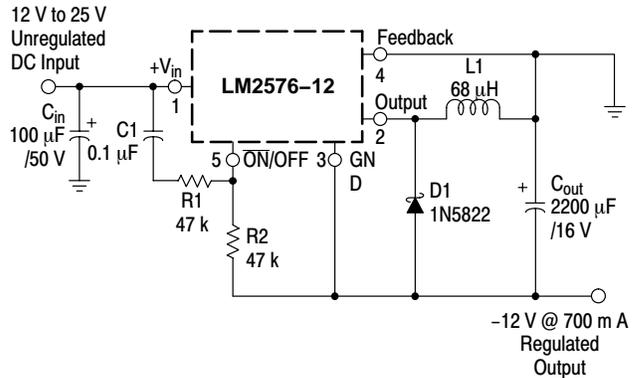 12 V to 25 V
Unregulated
DC Input
+Vin
1
Cin
+
100 µF
/50 V
C1
0.1 µF
R1
47 k
R2
47 k
LM2576–12
5
ON/OFF
3
GN
D
Feedback
4
Output
2
L1
68 µH
D1
1N5822
+
Cout
2200 µF
/16 V
–12 V @ 700 m A
Regulated
Output